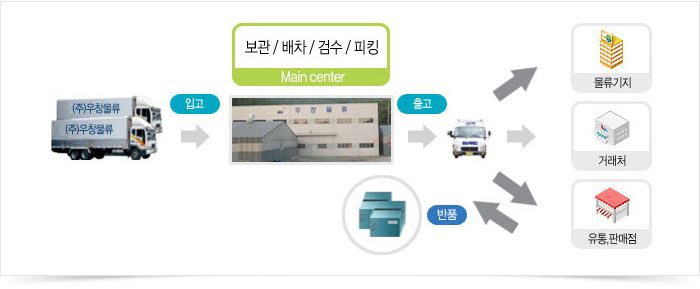 보관 / 배차 / 검수 / 피킹
Main center
(주)우창물류
(주)우창물류
입고
우창물류
출고
물류기지
거래처
반품
유통,판매점